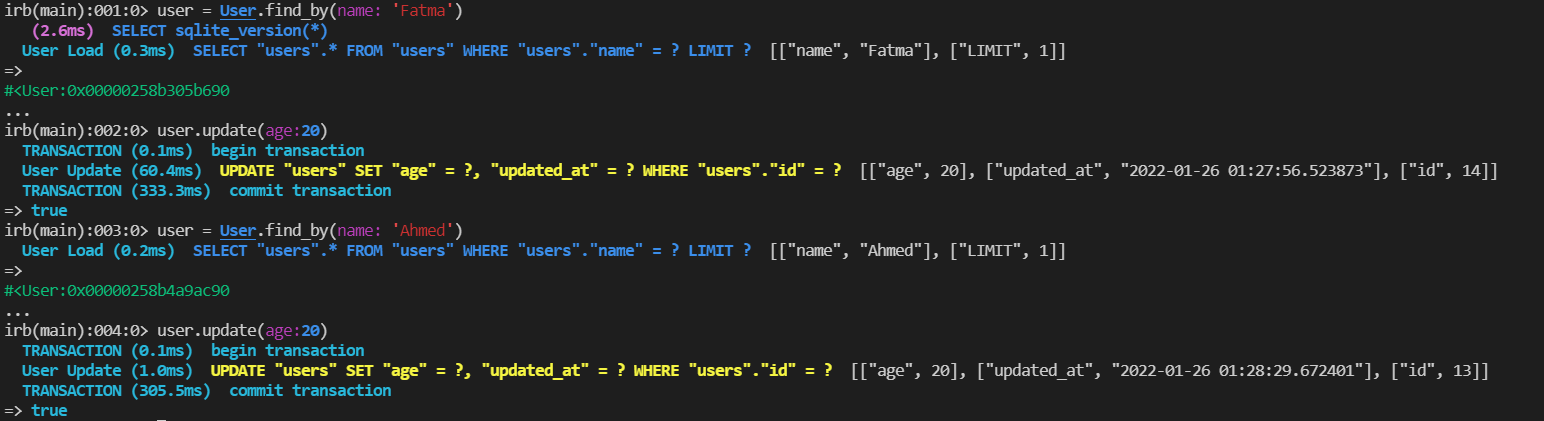 irb(main):001:0> user = User.find_by(name: 'Fatma')
(2.6ms)  SELECT sqlite_version(*)
User Load (0.3ms)  SELECT "users".* FROM "users" WHERE "users"."name" = ? LIMIT ?  [["name", "Fatma"], ["LIMIT", 1]]
=>
#<User:0x00000258b305b690
...
irb(main):002:0> user.update(age:20)
TRANSACTION (0.1ms)  begin transaction
User Update (60.4ms)  UPDATE "users" SET "age" = ?, "updated_at" = ? WHERE "users"."id" = ?  [["age", 20], ["updated_at", "2022-01-26 01:27:56.523873"], ["id", 14]]
TRANSACTION (333.3ms)  commit transaction
=> true
irb(main):003:0> user = User.find_by(name: 'Ahmed')
User Load (0.2ms)  SELECT "users".* FROM "users" WHERE "users"."name" = ? LIMIT ?  [["name", "Ahmed"], ["LIMIT", 1]]
=>
#<User:0x00000258b4a9ac90
...
irb(main):004:0> user.update(age:20)
TRANSACTION (0.1ms)  begin transaction
User Update (1.0ms)  UPDATE "users" SET "age" = ?, "updated_at" = ? WHERE "users"."id" = ?  [["age", 20], ["updated_at", "2022-01-26 01:28:29.672401"], ["id", 13]]
TRANSACTION (305.5ms)  commit transaction
=> true